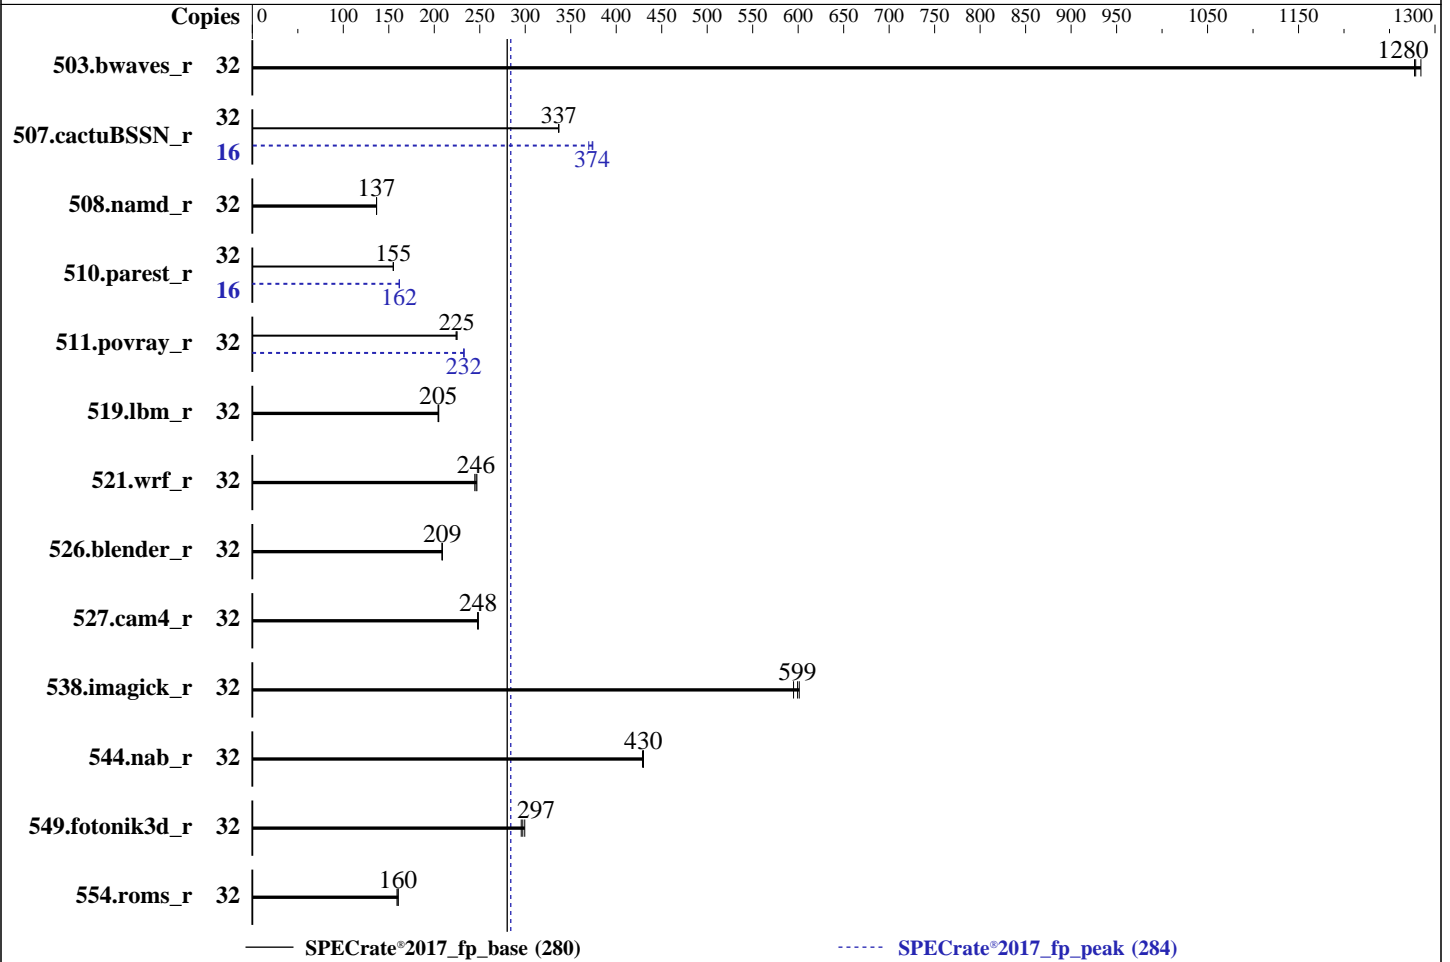 Copies 0 100 150 200 250 300 350 400 450 500 550 600 650 700 750 800 850 900 950 1050 1150 1300
503.bwaves_r 32 1280
507.cactuBSSN_r 32 337
16 374
508.namd_r 32 137
510.parest_r 32 155
16 162
511.povray_r 32 225
232
519.lbm_r 32 205
521.wrf_r 32 246
526.blender_r 32 209
527.cam4_r 32 248
538.imagick_r 32 599
544.nab_r 32 430
549.fotonik3d_r 32 297
554.roms_r 32 160
SPECrate®2017_fp_base (280) SPECrate®2017_fp_peak (284)